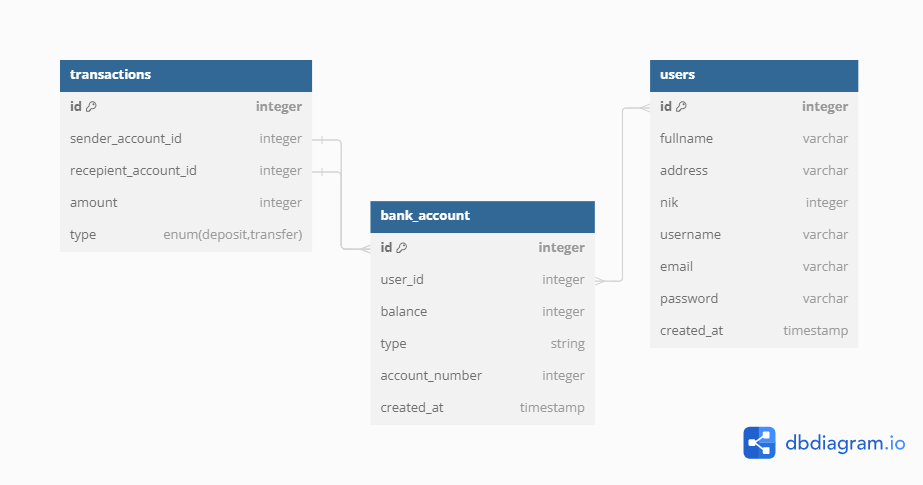 transactions
id integer
sender_account_id integer
recepient_account_id integer
amount integer
type enum(deposit,transfer)
bank_account
id integer
user_id integer
balance integer
type string
account_number integer
created_at timestamp
users
id integer
fullname varchar
address varchar
nik integer
username varchar
email varchar
password varchar
created_at timestamp
dbdiagram.io